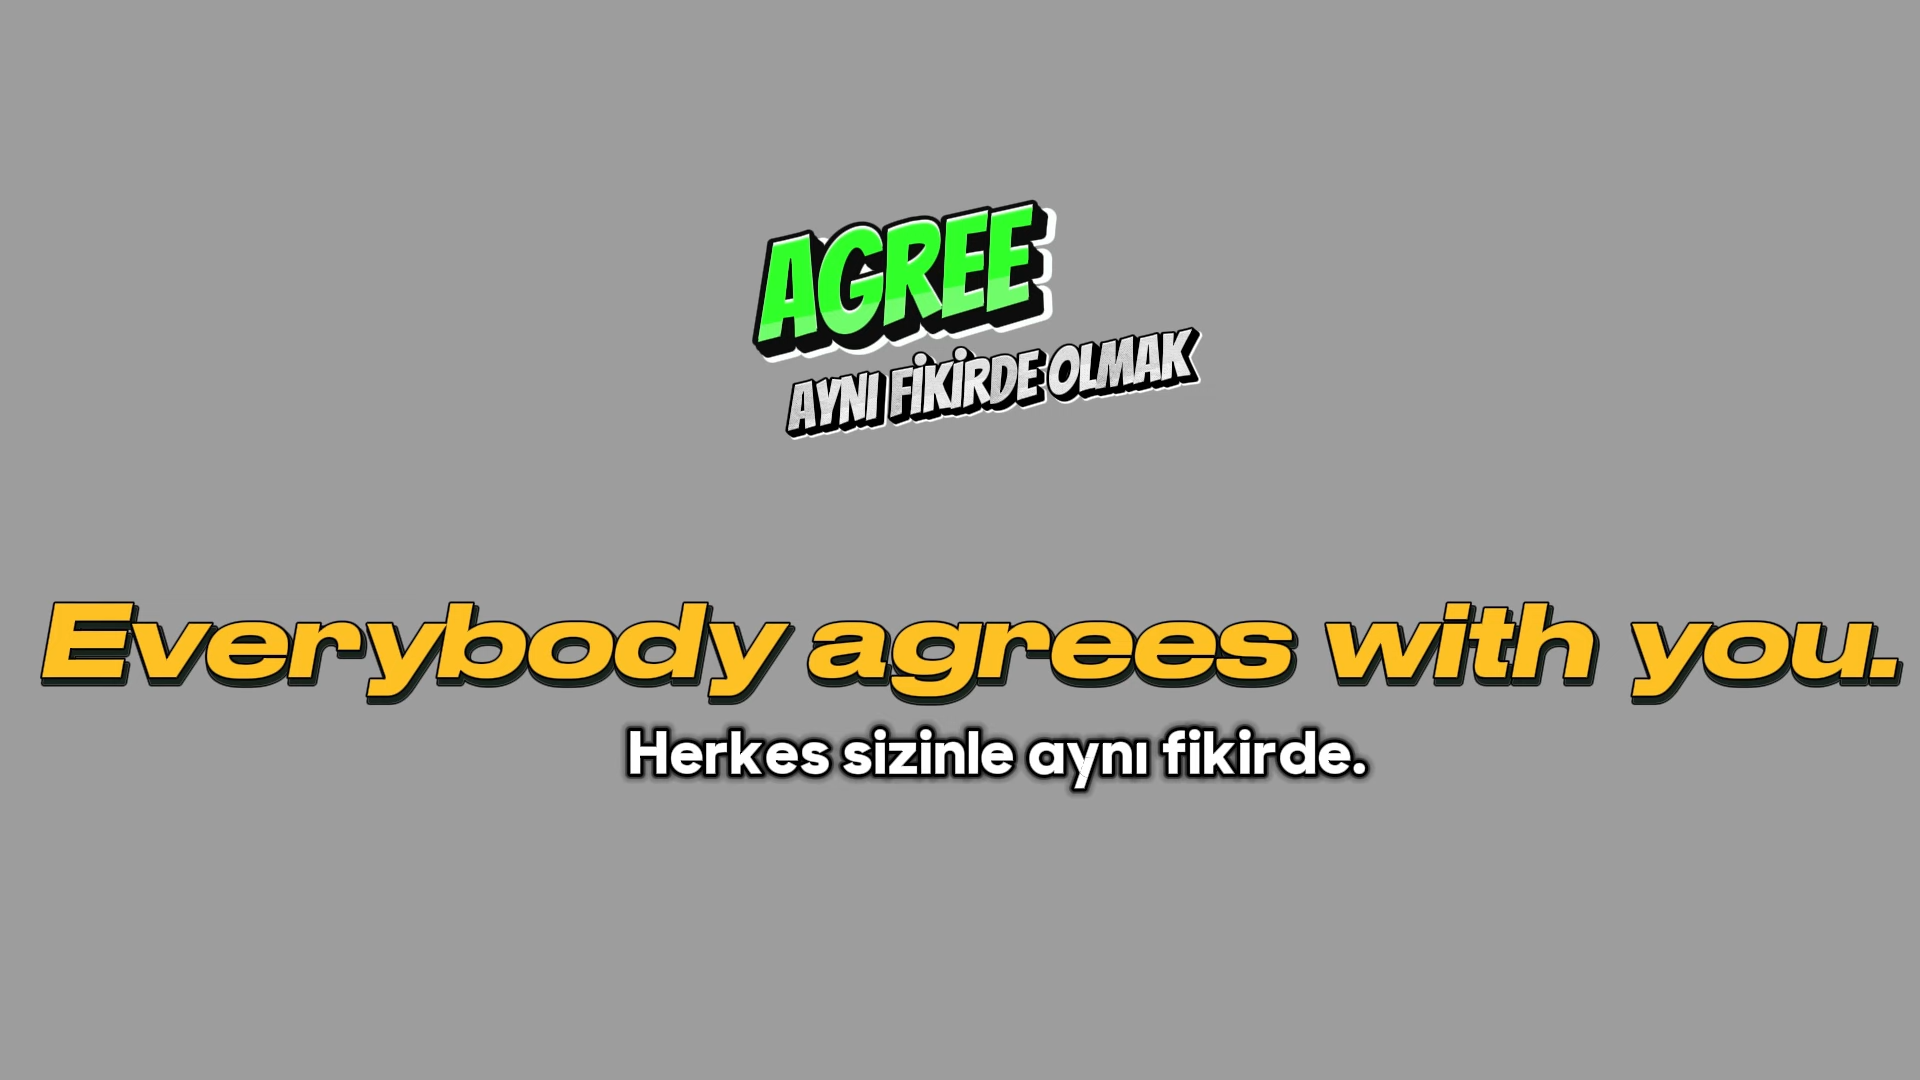 AGREE
AYNI FİKİRDE OLMAK
Everybody agrees with you.
Herkes sizinle aynı fikirde.